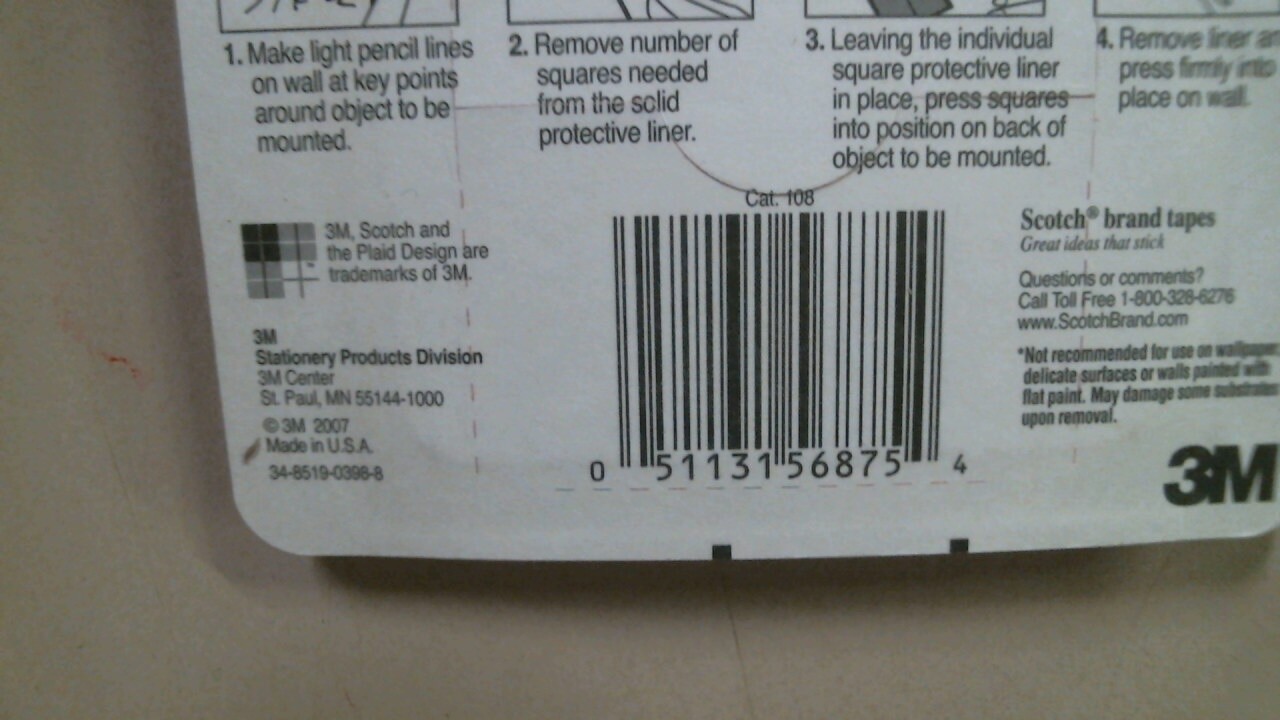 1. Make light pencil lines
on wall at key points
around object to be
mounted.
2. Remove number of
squares needed
from the solid
protective liner.
3. Leaving the individual
square protective liner
in place, press squares
into position on back of
object to be mounted.
4. Remove liner
press firmly into
place on wall.
3M, Scotch and
the Plaid Design are
trademarks of 3M.
3M
Stationery Products Division
3M Center
St. Paul, MN 55144-1000
© 3M 2007
Made in U.S.A.
34-8519-0398-8
Cat. 108
0 51131 56875 4
Scotch® brand tapes
Great ideas that stick
Questions or comments?
Call Toll Free 1-800-328-6276
www.ScotchBrand.com
*Not recommended for use on wallpaper
delicate surfaces or walls painted with
flat paint. May damage some substrates
upon removal.
3M